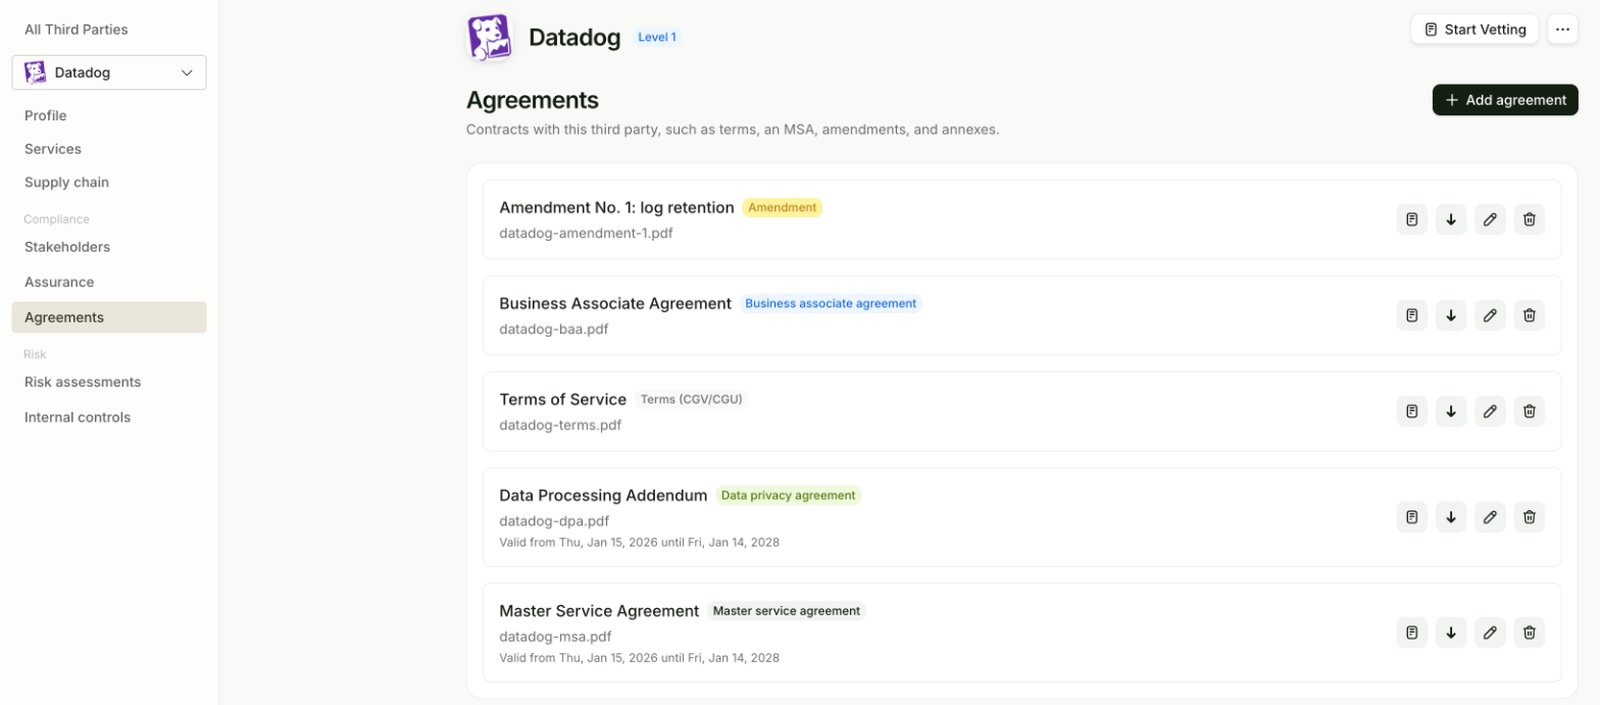 All Third Parties
Datadog
Profile
Services
Supply chain
Compliance
Stakeholders
Assurance
Agreements
Risk
Risk assessments
Internal controls
Datadog Level 1
Start Vetting
Agreements
Add agreement
Contracts with this third party, such as terms, an MSA, amendments, and annexes.
Amendment No. 1: log retention Amendment
datadog-amendment-1.pdf
Business Associate Agreement Business associate agreement
datadog-baa.pdf
Terms of Service Terms (CGV/CGU)
datadog-terms.pdf
Data Processing Addendum Data privacy agreement
datadog-dpa.pdf
Valid from Thu, Jan 15, 2026 until Fri, Jan 14, 2028
Master Service Agreement Master service agreement
datadog-msa.pdf
Valid from Thu, Jan 15, 2026 until Fri, Jan 14, 2028